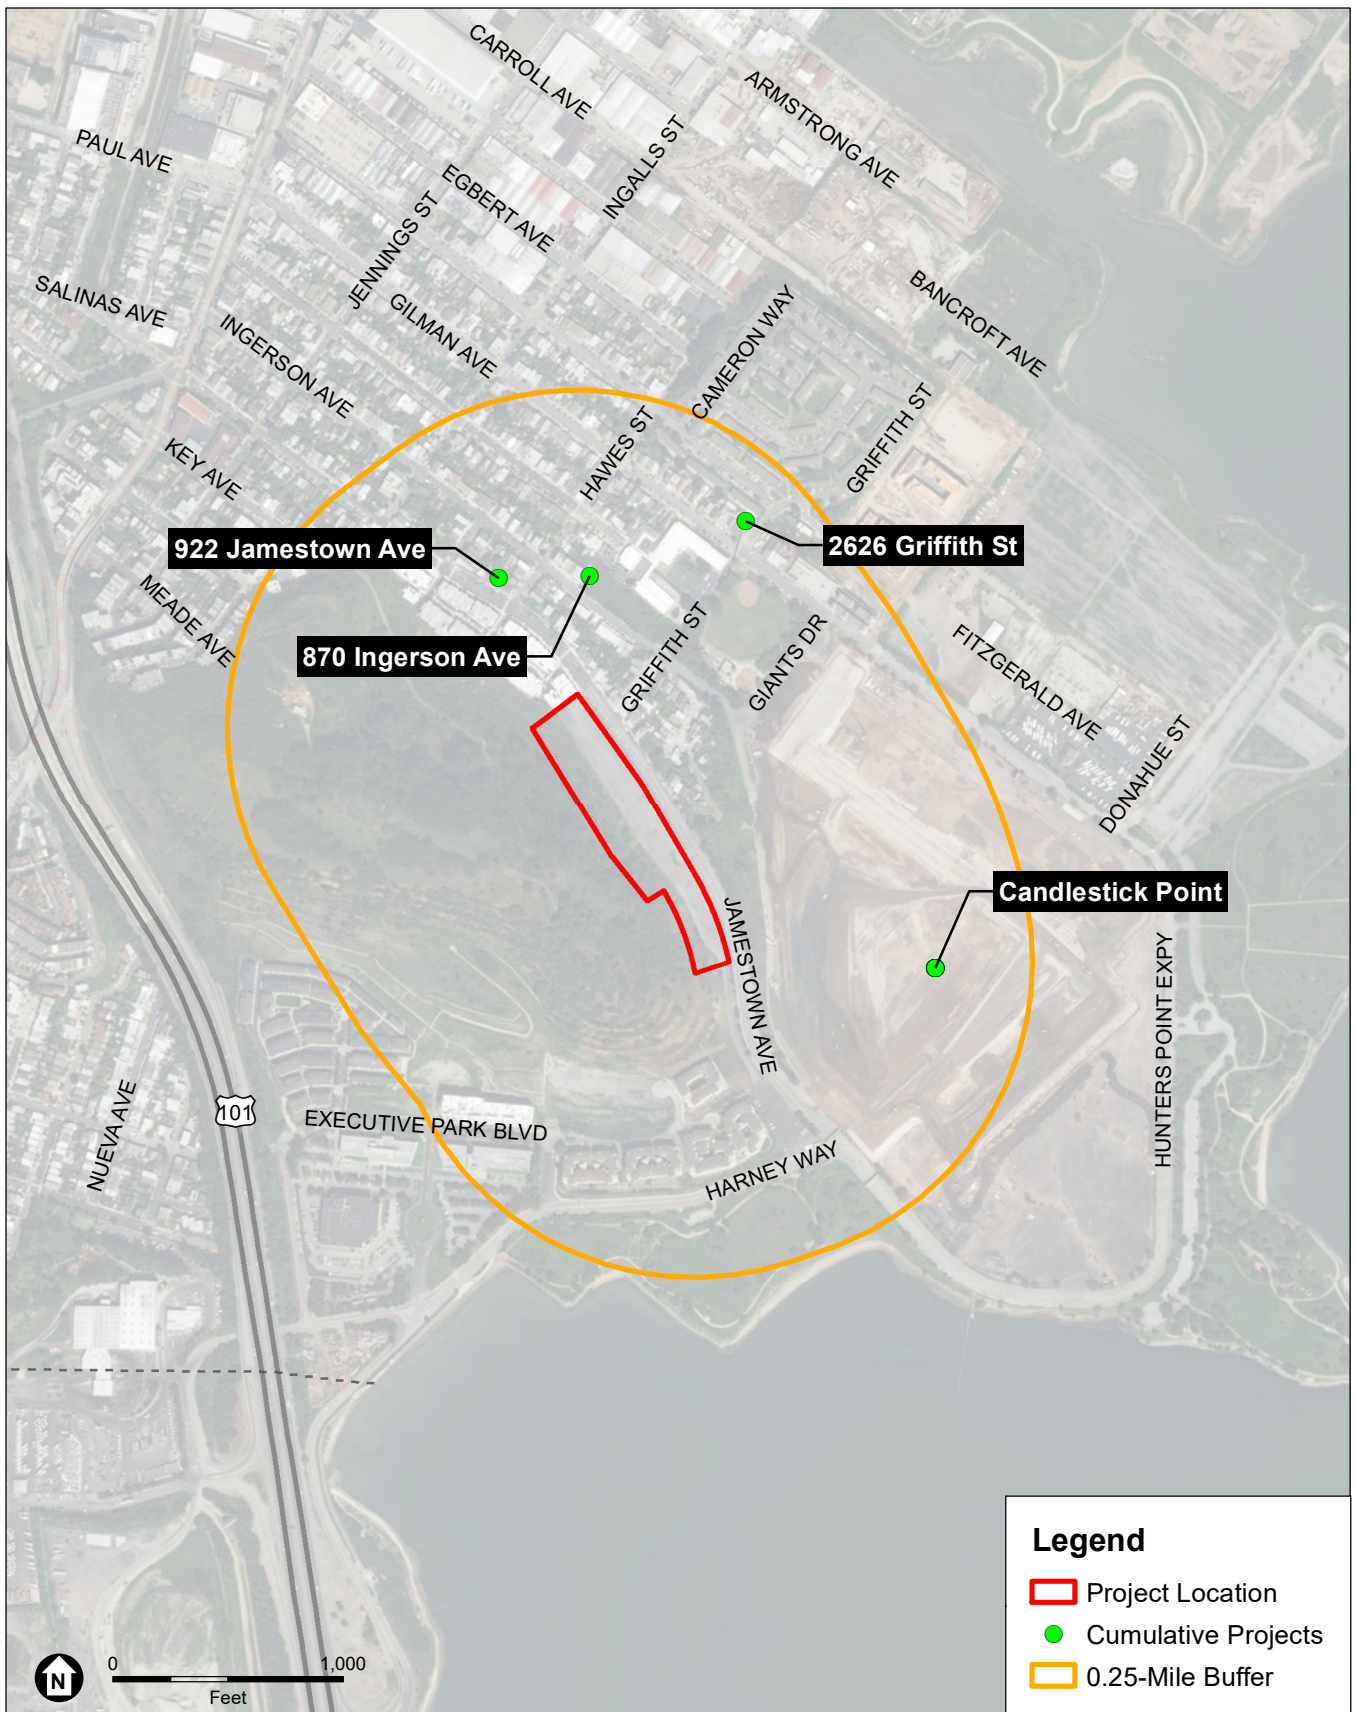 CARROLL AVE
ARMSTRONG AVE
PAUL AVE
INGALLS ST
EGBERT AVE
JENNINGS ST
SALINAS AVE
GILMAN AVE
INGERSON AVE
BANCROFT AVE
CAMERON WAY
GRIFFITH ST
HAWES ST
KEY AVE
922 Jamestown Ave
2626 Griffith St
MEADE AVE
870 Ingerson Ave
GRIFFITH ST
GIANTS DR
FITZGERALD AVE
DONAHUE ST
Candlestick Point
JAMESTOWN AVE
HUNTERS POINT EXPY
NUEVA AVE
101
EXECUTIVE PARK BLVD
HARNEY WAY
Legend
Project Location
Cumulative Projects
0.25-Mile Buffer
N
0 1,000
Feet